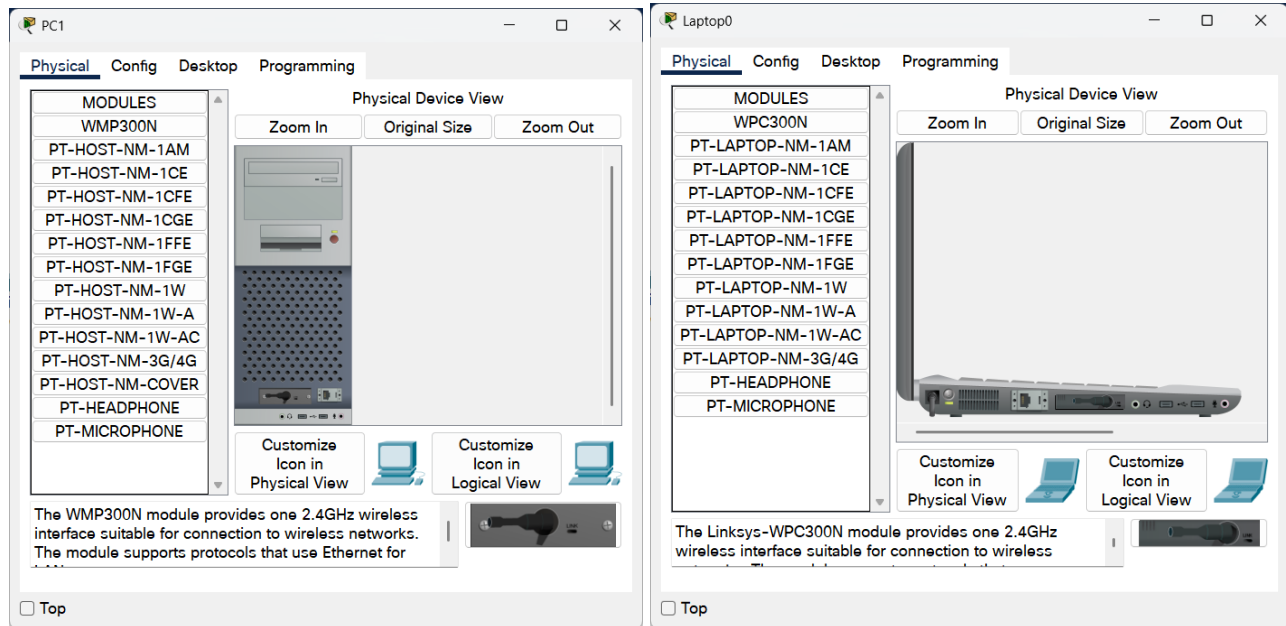 PC1
Physical Config Desktop Programming
MODULES
WMP300N
PT-HOST-NM-1AM
PT-HOST-NM-1CE
PT-HOST-NM-1CFE
PT-HOST-NM-1CGE
PT-HOST-NM-1FFE
PT-HOST-NM-1FGE
PT-HOST-NM-1W
PT-HOST-NM-1W-A
PT-HOST-NM-1W-AC
PT-HOST-NM-3G/4G
PT-HOST-NM-COVER
PT-HEADPHONE
PT-MICROPHONE
Physical Device View
Zoom In Original Size Zoom Out
Customize
Icon in
Physical View
Customize
Icon in
Logical View
The WMP300N module provides one 2.4GHz wireless
interface suitable for connection to wireless networks.
The module supports protocols that use Ethernet for
LINK
Top
Laptop0
Physical Config Desktop Programming
MODULES
WPC300N
PT-LAPTOP-NM-1AM
PT-LAPTOP-NM-1CE
PT-LAPTOP-NM-1CFE
PT-LAPTOP-NM-1CGE
PT-LAPTOP-NM-1FFE
PT-LAPTOP-NM-1FGE
PT-LAPTOP-NM-1W
PT-LAPTOP-NM-1W-A
PT-LAPTOP-NM-1W-AC
PT-LAPTOP-NM-3G/4G
PT-HEADPHONE
PT-MICROPHONE
Physical Device View
Zoom In Original Size Zoom Out
Customize
Icon in
Physical View
Customize
Icon in
Logical View
The Linksys-WPC300N module provides one 2.4GHz
wireless interface suitable for connection to wireless
Top